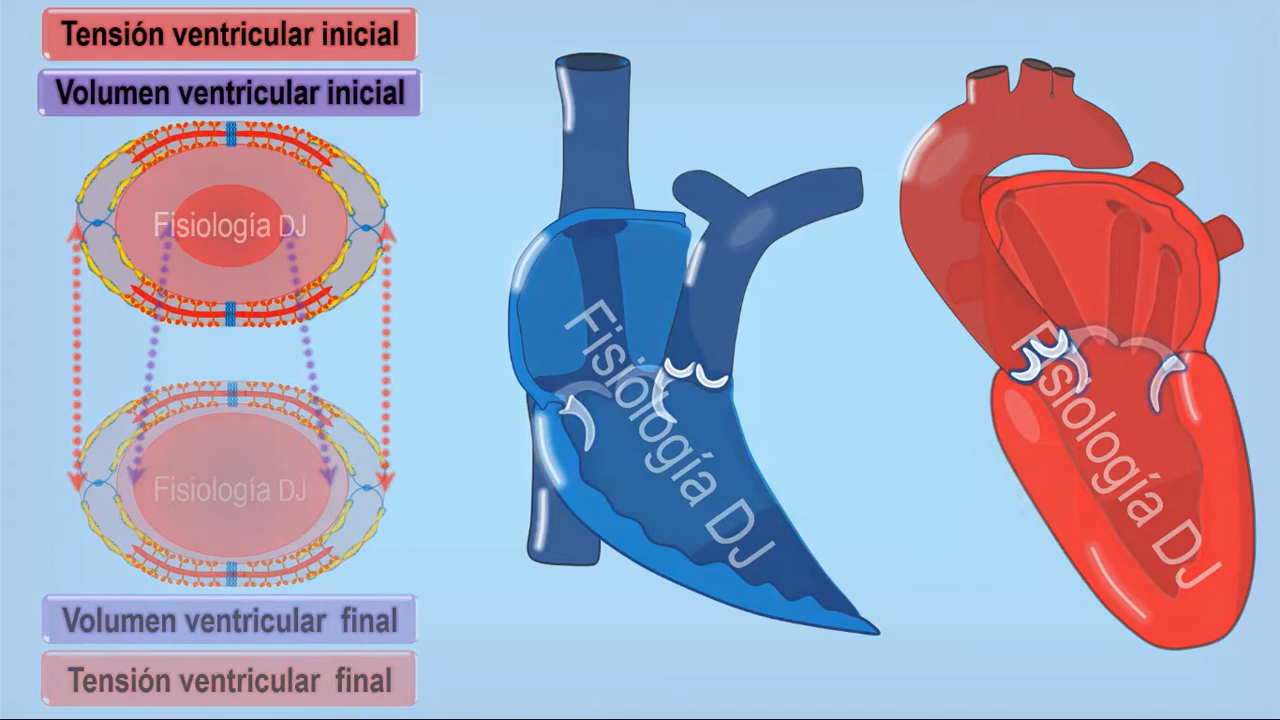 Tensión ventricular inicial
Volumen ventricular inicial
Fisiología DJ
Fisiología DJ
Volumen ventricular final
Tensión ventricular final
Fisiología DJ
Fisiología DJ